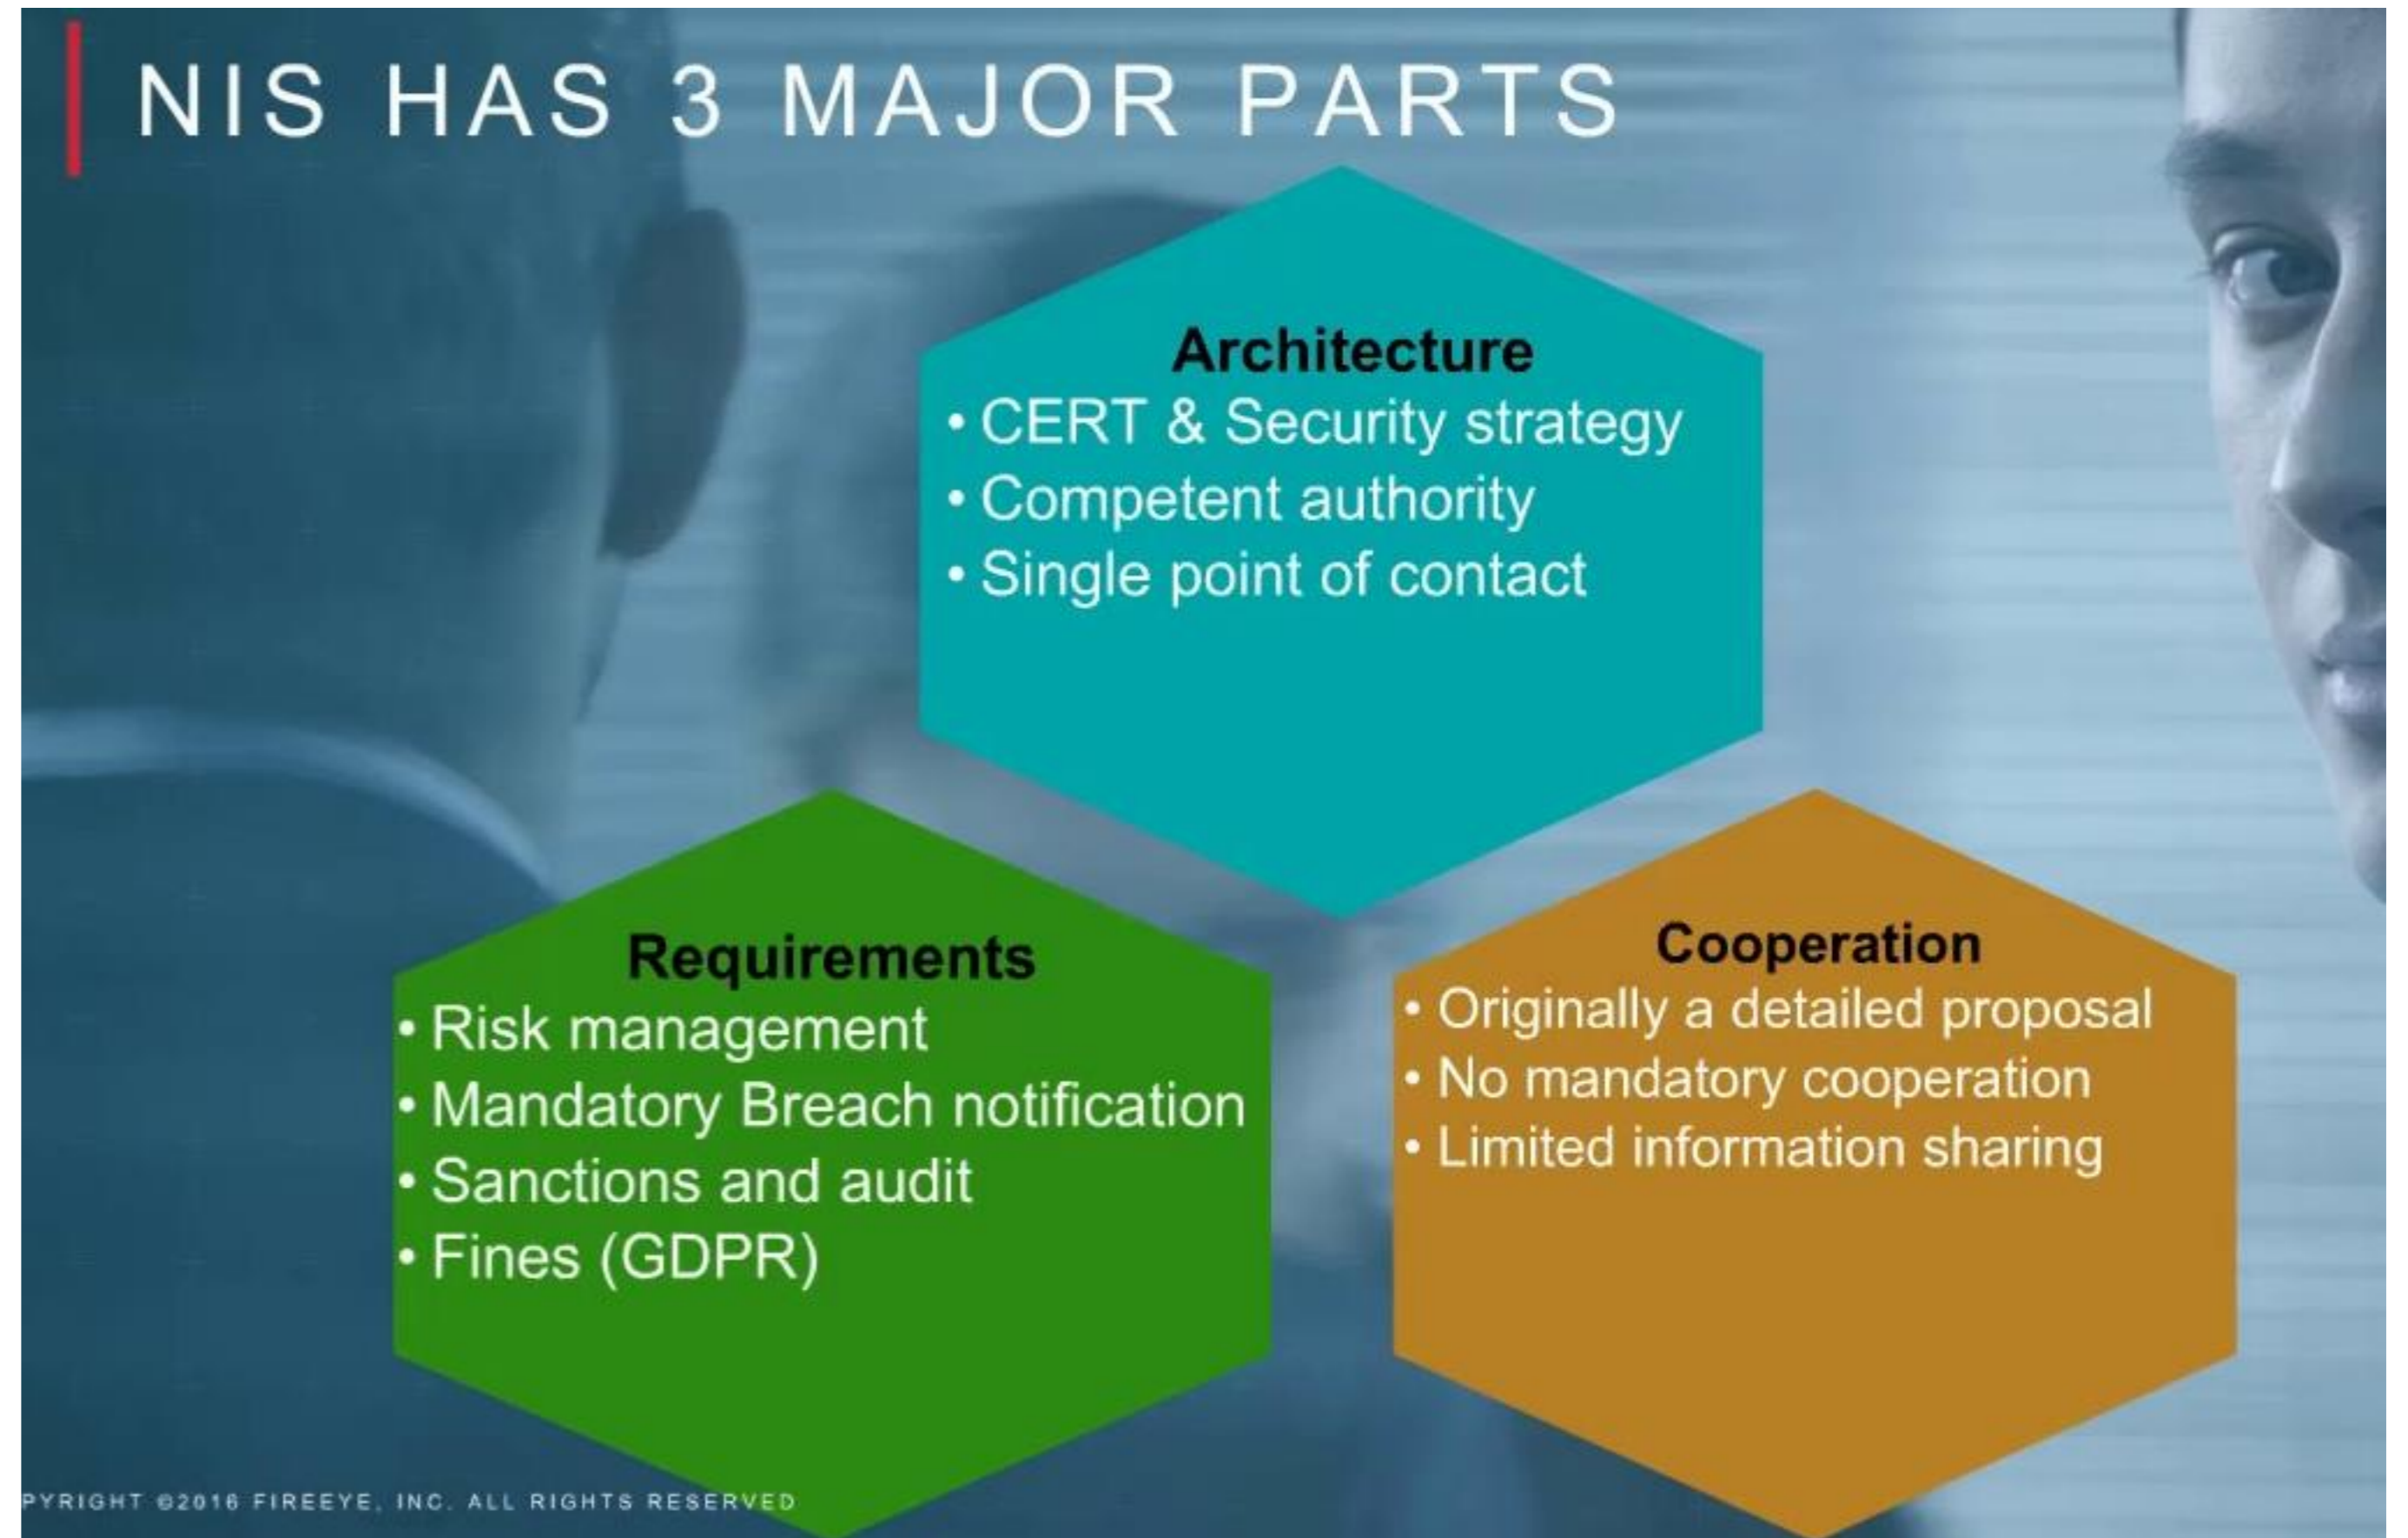 NIS HAS 3 MAJOR PARTS
Architecture
• CERT & Security strategy
• Competent authority
• Single point of contact
Requirements
• Risk management
• Mandatory Breach notification
• Sanctions and audit
• Fines (GDPR)
Cooperation
• Originally a detailed proposal
• No mandatory cooperation
• Limited information sharing
PYRIGHT ©2016 FIREEYE, INC. ALL RIGHTS RESERVED